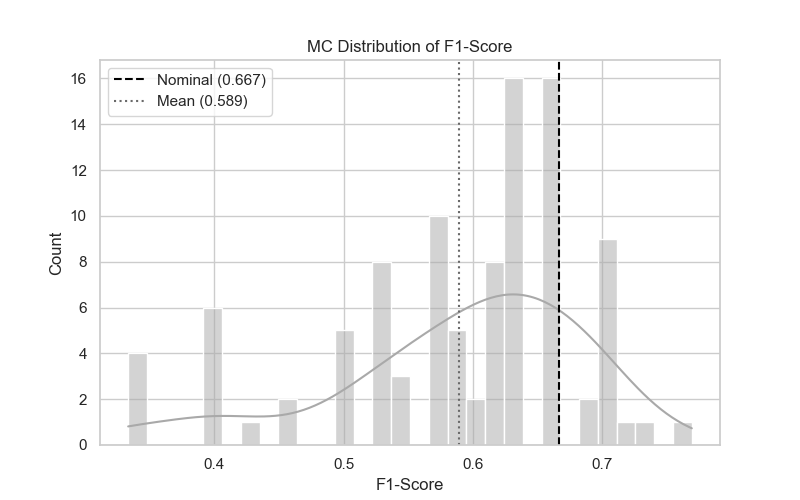 MC Distribution of F1-Score
Nominal (0.667)
Mean (0.589)
Count
16
14
12
10
8
6
4
2
0
0.4 0.5 0.6 0.7
F1-Score